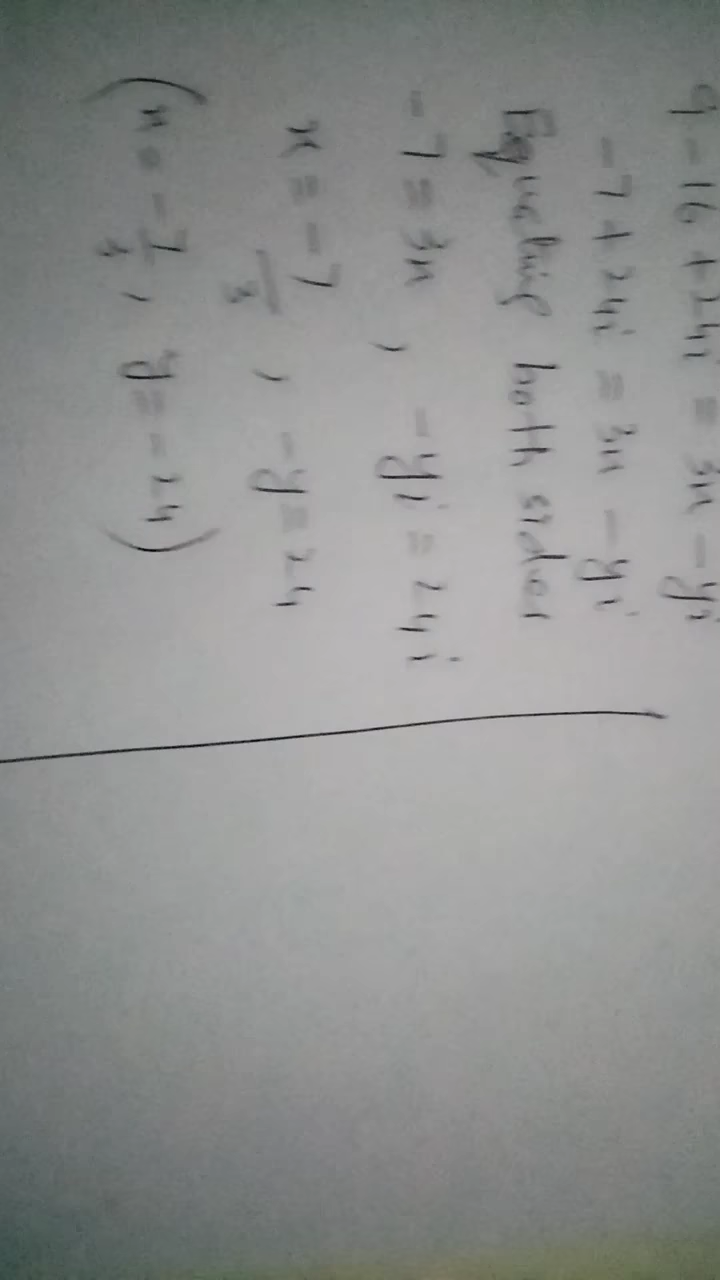 9 - 16 + 24i = 3x - yi
-7 + 24i = 3x - yi
Equating both sides
-7 = 3x , -yi = 24i
x = -7/3 , -y = 24
(x = -7/3 , y = -24)